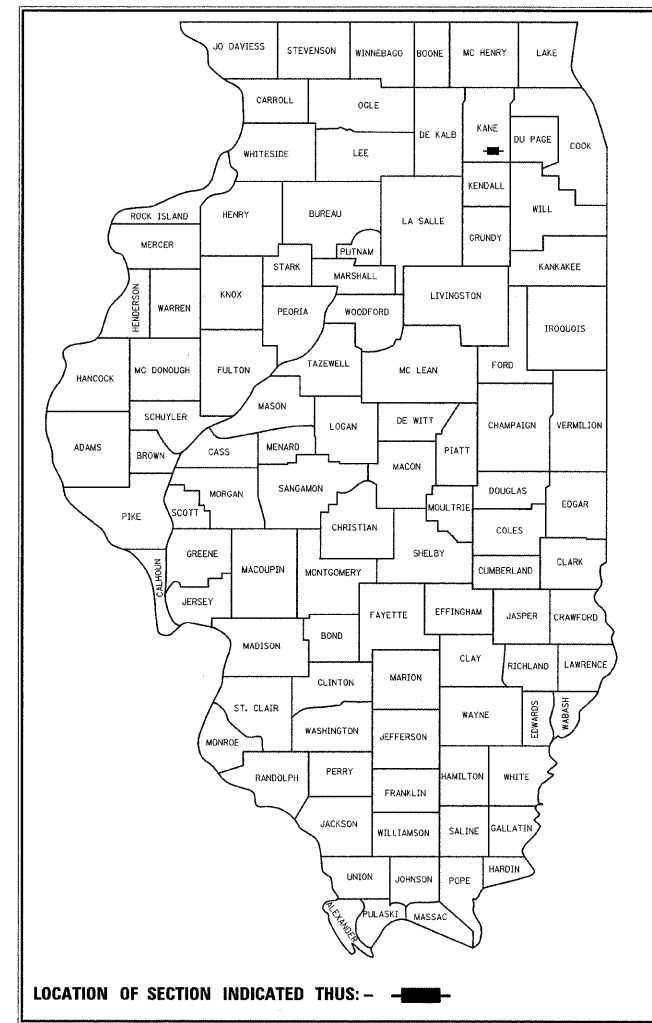 JO DAVIESS
STEVENSON
WINNEBAGO
BOONE
MC HENRY
LAKE
CARROLL
OGLE
DE KALB
KANE
DU PAGE
COOK
WHITESIDE
LEE
KENDALL
WILL
ROCK ISLAND
HENRY
BUREAU
LA SALLE
GRUNDY
MERCER
PUTNAM
STARK
MARSHALL
KANKAKEE
HENDERSON
WARREN
KNOX
PEORIA
WOODFORD
LIVINGSTON
IROQUOIS
HANCOCK
MC DONOUGH
FULTON
TAZEWELL
MC LEAN
FORD
SCHUYLER
MASON
LOGAN
DE WITT
CHAMPAIGN
VERMILION
ADAMS
BROWN
CASS
MENARD
PIATT
MACON
MORGAN
SANGAMON
DOUGLAS
EDGAR
PIKE
SCOTT
CHRISTIAN
MOULTRIE
COLES
GREENE
MACOUPIN
MONTGOMERY
SHELBY
CUMBERLAND
CLARK
CALHOUN
JERSEY
FAYETTE
EFFINGHAM
JASPER
CRAWFORD
MADISON
BOND
CLAY
RICHLAND
LAWRENCE
CLINTON
MARION
ST. CLAIR
WAYNE
EDWARDS
WABASH
MONROE
WASHINGTON
JEFFERSON
RANDOLPH
PERRY
HAMILTON
WHITE
FRANKLIN
JACKSON
WILLIAMSON
SALINE
GALLATIN
UNION
JOHNSON
POPE
HARDIN
ALEXANDER
PULASKI
MASSAC
LOCATION OF SECTION INDICATED THUS: -